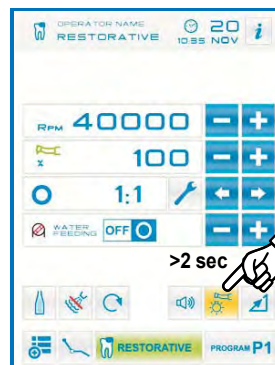 OPERATOR NAME
RESTORATIVE
10:35
20
NOV
i
RPM 40000 - +
% 100 - +
1:1
WATER
FEEDING OFF O - +
>2 sec
RESTORATIVE
PROGRAM P1